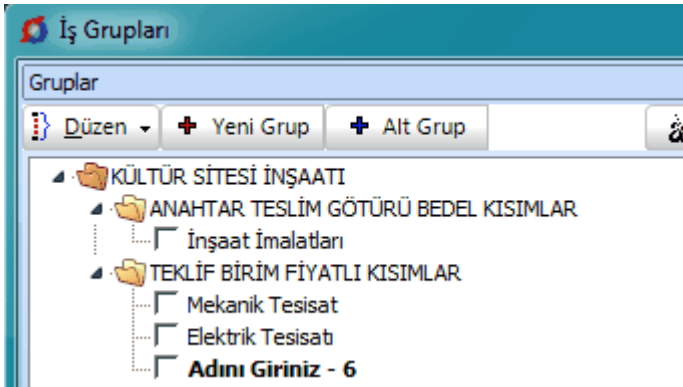 İş Grupları
Gruplar
Düzen Yeni Grup Alt Grup
KÜLTÜR SİTESİ İNŞAATI
ANAHTAR TESLİM GÖTÜRÜ BEDEL KISIMLAR
İnşaat İmalatları
TEKLİF BİRİM FİYATLI KISIMLAR
Mekanik Tesisat
Elektrik Tesisatı
Adını Giriniz - 6